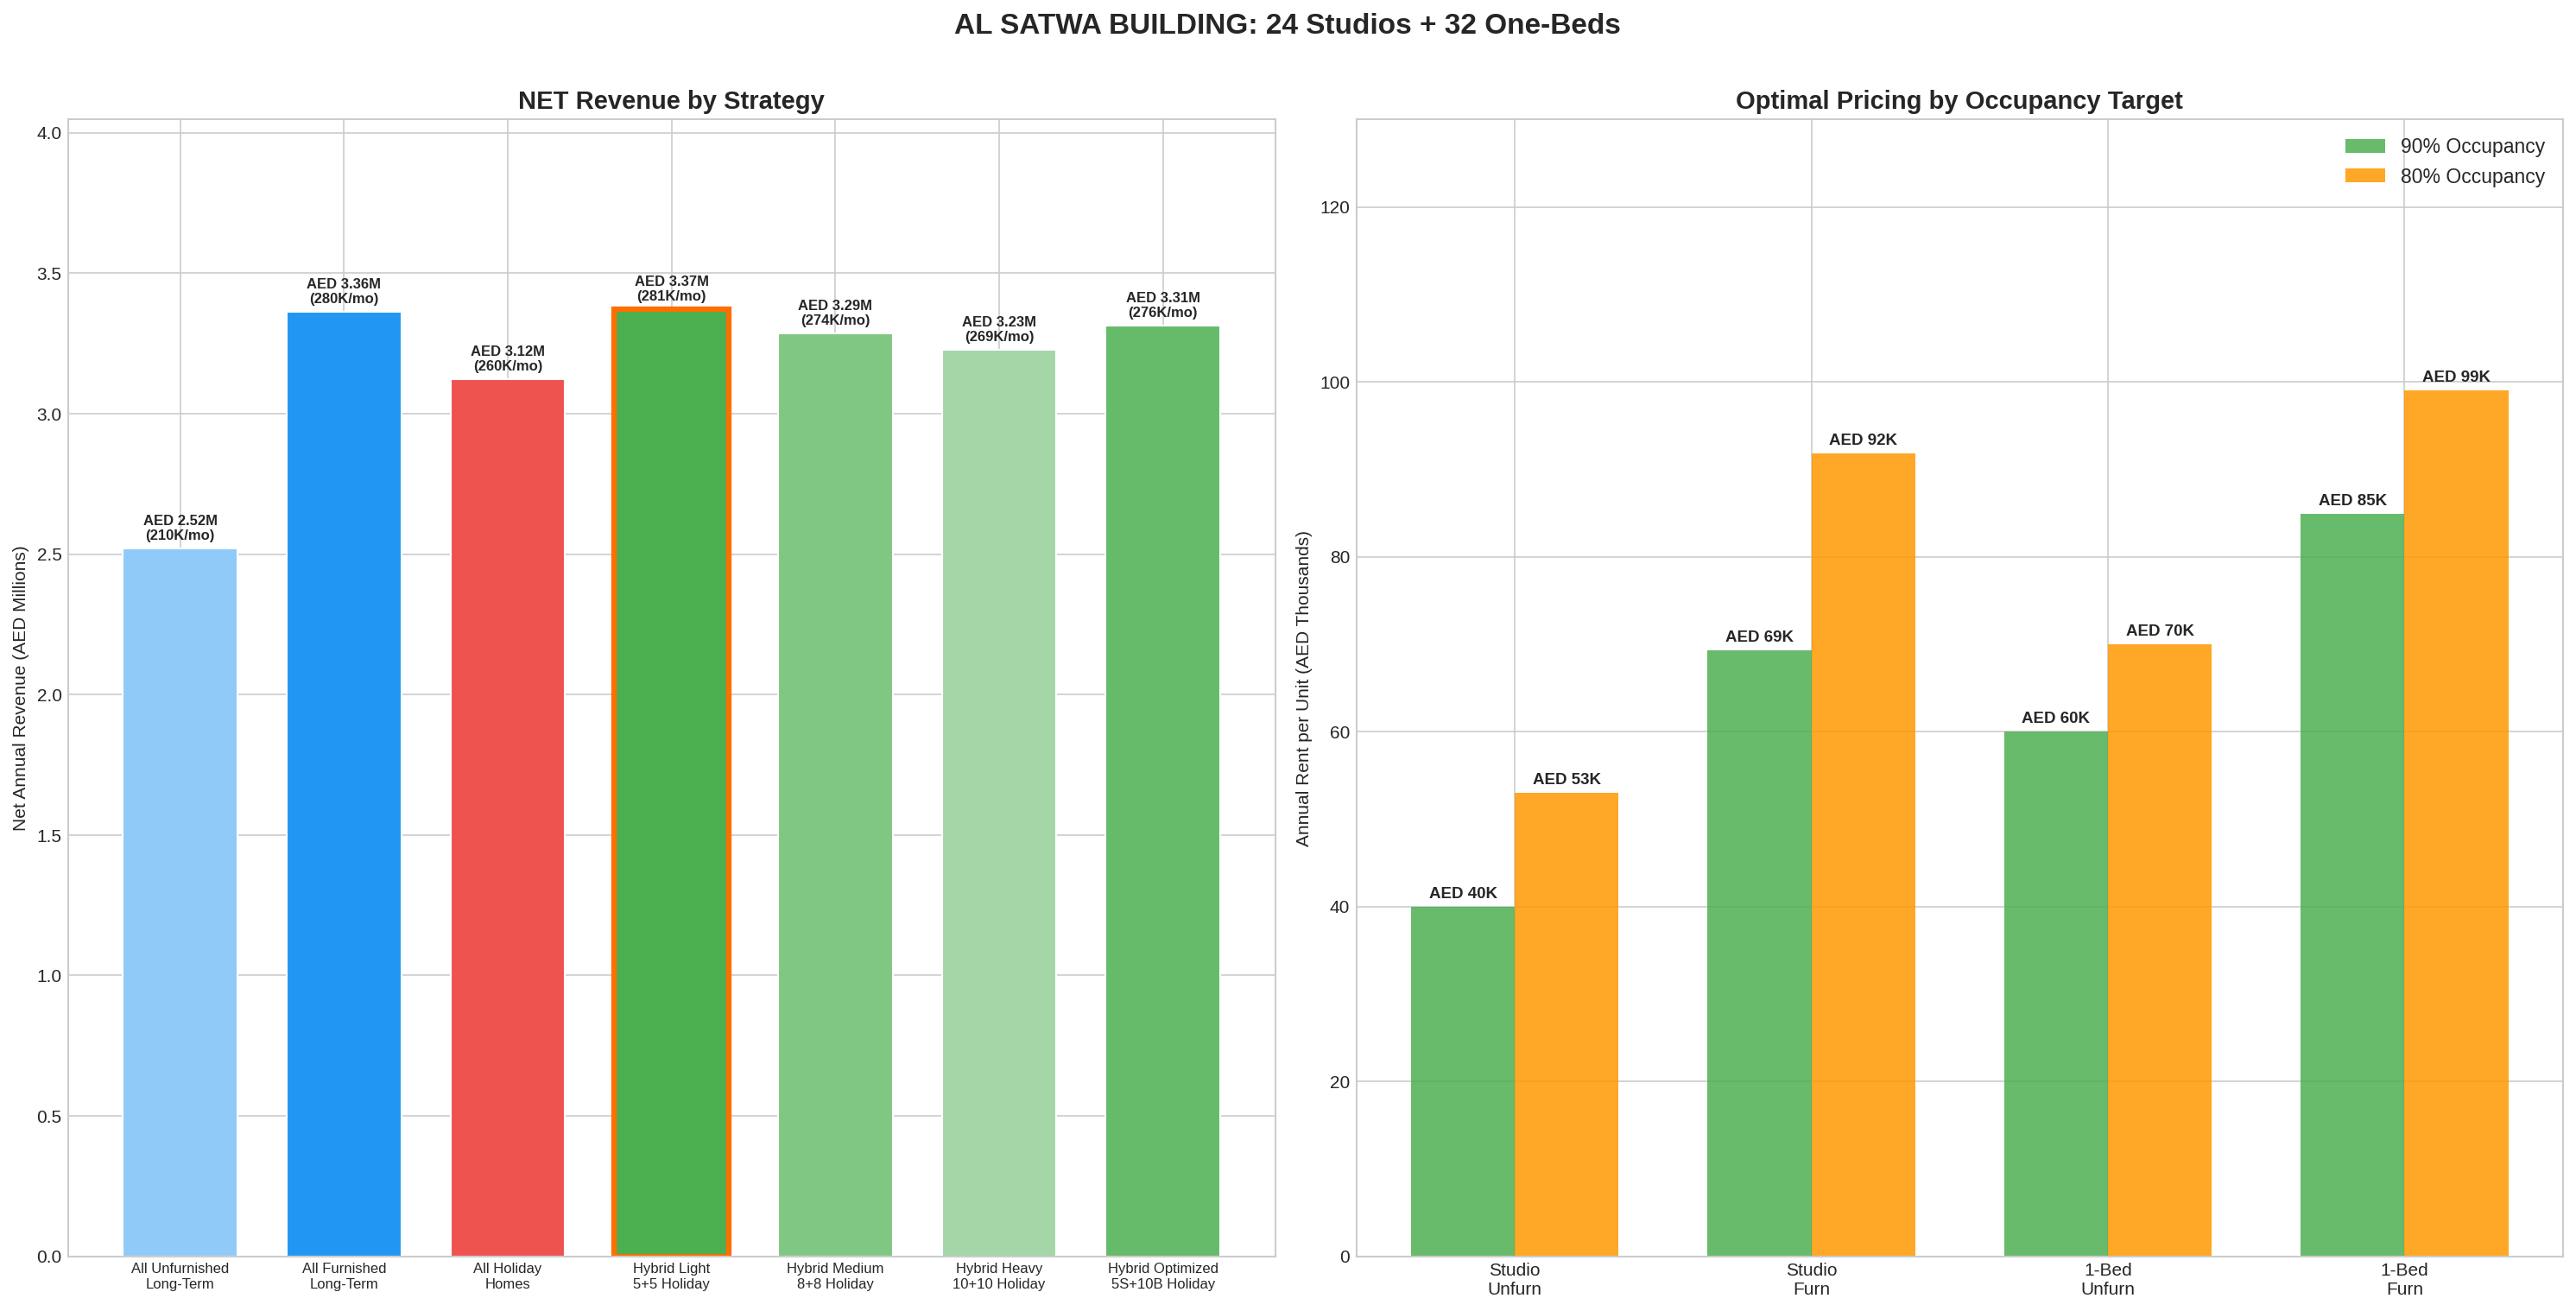 AL SATWA BUILDING: 24 Studios + 32 One-Beds
NET Revenue by Strategy
Net Annual Revenue (AED Millions)
4.0
3.5
3.0
2.5
2.0
1.5
1.0
0.5
0.0
AED 2.52M
(210K/mo)
AED 3.36M
(280K/mo)
AED 3.12M
(260K/mo)
AED 3.37M
(281K/mo)
AED 3.29M
(274K/mo)
AED 3.23M
(269K/mo)
AED 3.31M
(276K/mo)
All Unfurnished
Long-Term
All Furnished
Long-Term
All Holiday
Homes
Hybrid Light
5+5 Holiday
Hybrid Medium
8+8 Holiday
Hybrid Heavy
10+10 Holiday
Hybrid Optimized
5S+10B Holiday
Optimal Pricing by Occupancy Target
90% Occupancy
80% Occupancy
Annual Rent per Unit (AED Thousands)
120
100
80
60
40
20
0
AED 40K
AED 53K
AED 69K
AED 92K
AED 60K
AED 70K
AED 85K
AED 99K
Studio
Unfurn
Studio
Furn
1-Bed
Unfurn
1-Bed
Furn